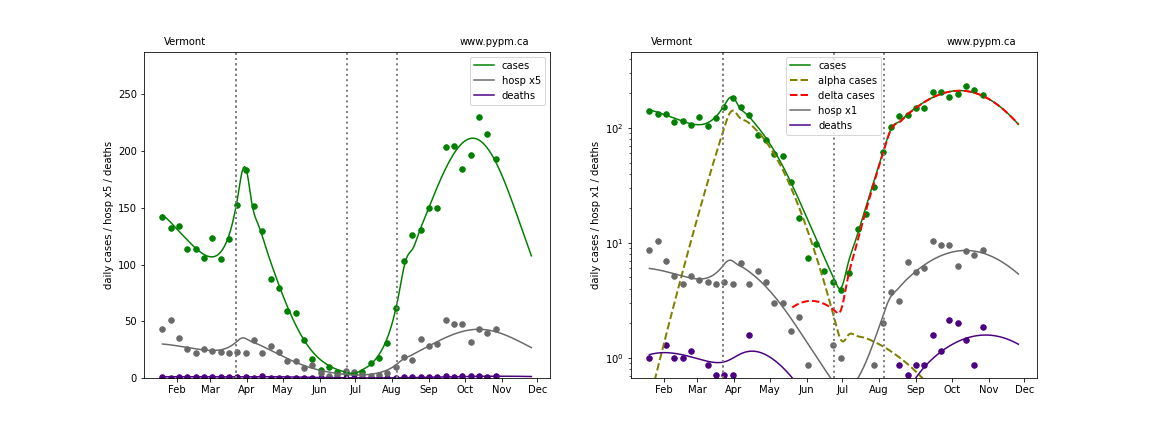 Vermont
www.pypm.ca
daily cases / hosp x5 / deaths
250
200
150
100
50
0
Feb
Mar
Apr
May
Jun
Jul
Aug
Sep
Oct
Nov
Dec
cases
hosp x5
deaths
Vermont
www.pypm.ca
daily cases / hosp x1 / deaths
10²
10¹
10⁰
Feb
Mar
Apr
May
Jun
Jul
Aug
Sep
Oct
Nov
Dec
cases
alpha cases
delta cases
hosp x1
deaths